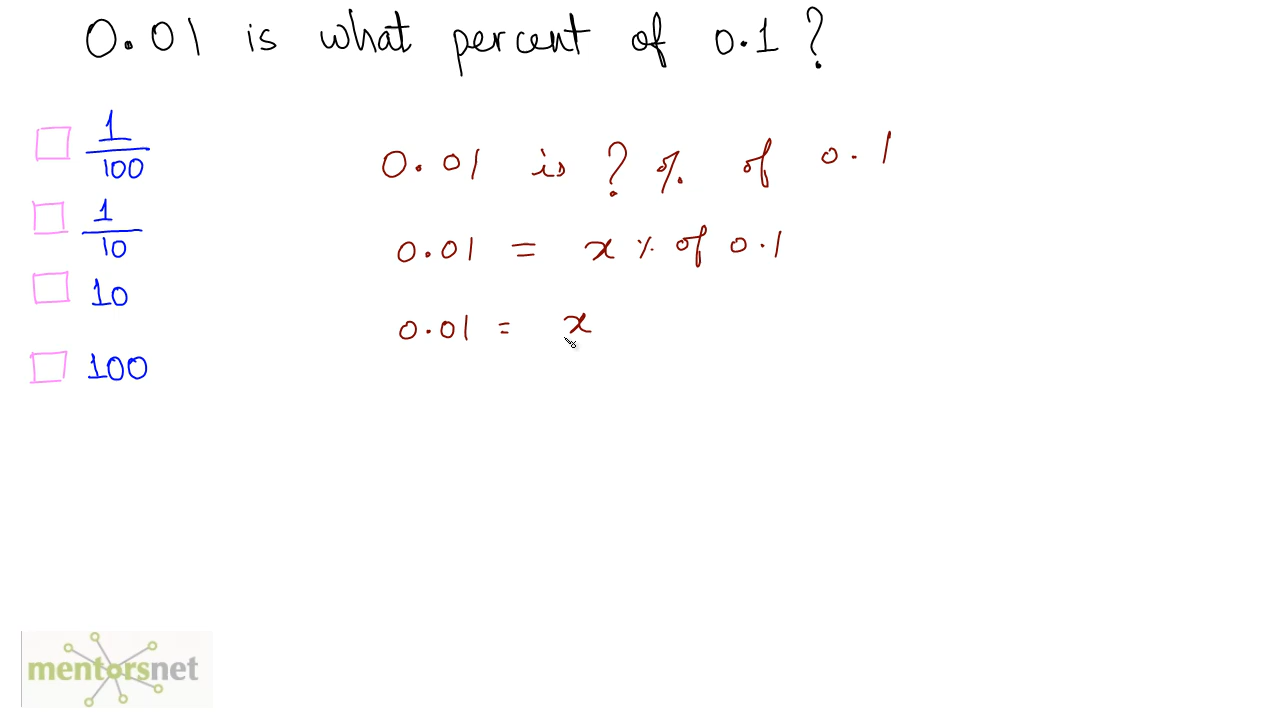 0.01 is what percent of 0.1?
1/100
1/10
10
100
0.01 is ? % of 0.1
0.01 = x % of 0.1
0.01 = x
mentorsnet